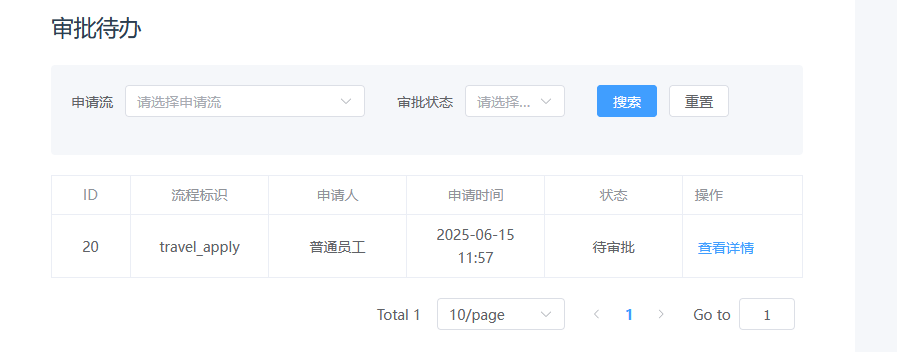 审批待办
申请流 请选择申请流 审批状态 请选择... 搜索 重置
ID 流程标识 申请人 申请时间 状态 操作
20 travel_apply 普通员工 2025-06-15 11:57 待审批 查看详情
Total 1 10/page 1 Go to 1